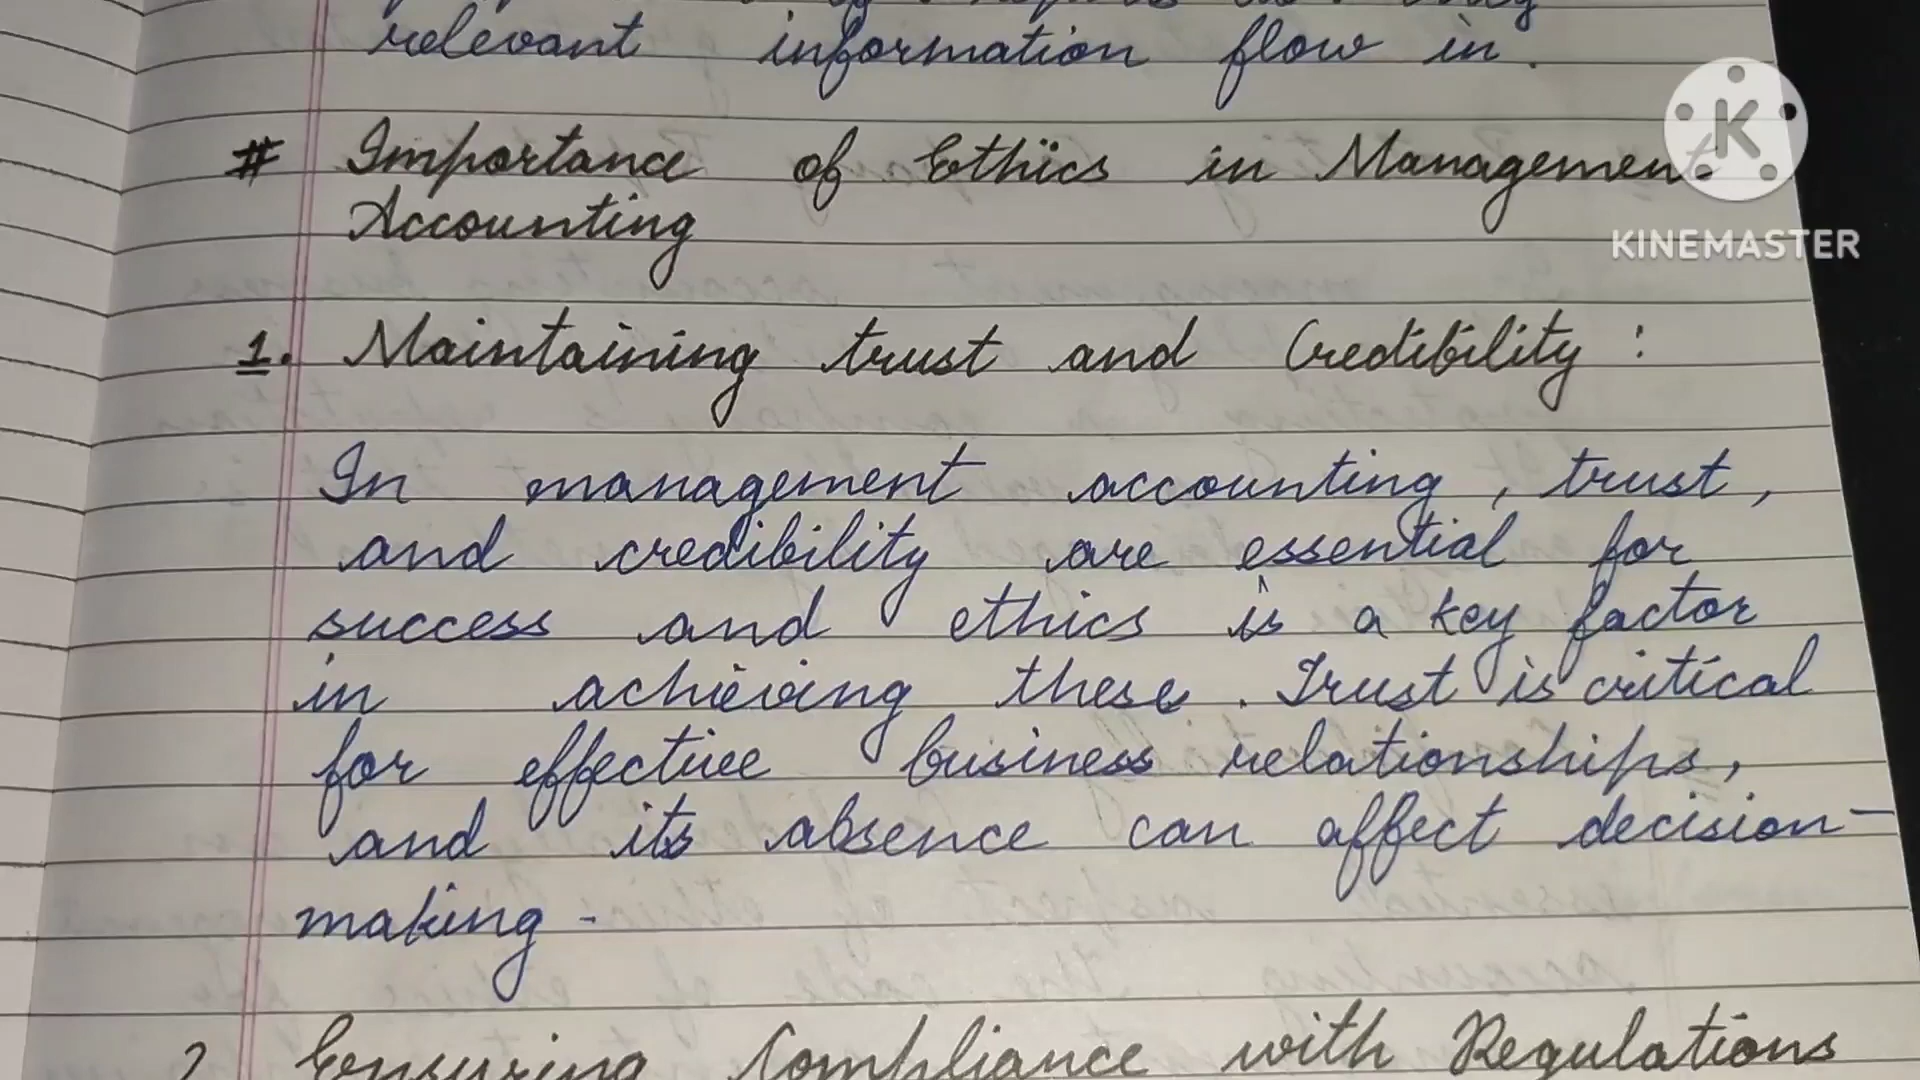 relevant information flow in.
# Importance of Ethics in Management
Accounting
1. Maintaining trust and Credibility :
In management accounting, trust,
and credibility are essential for
success and ethics is a key factor
in achieving these. Trust is critical
for effective business relationships,
and its absence can affect decision-
making -
2 Ensuring Compliance with Regulations
K
KINEMASTER